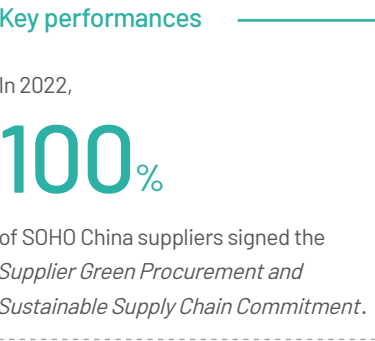 Key performances
In 2022,
100%
of SOHO China suppliers signed the
Supplier Green Procurement and
Sustainable Supply Chain Commitment.